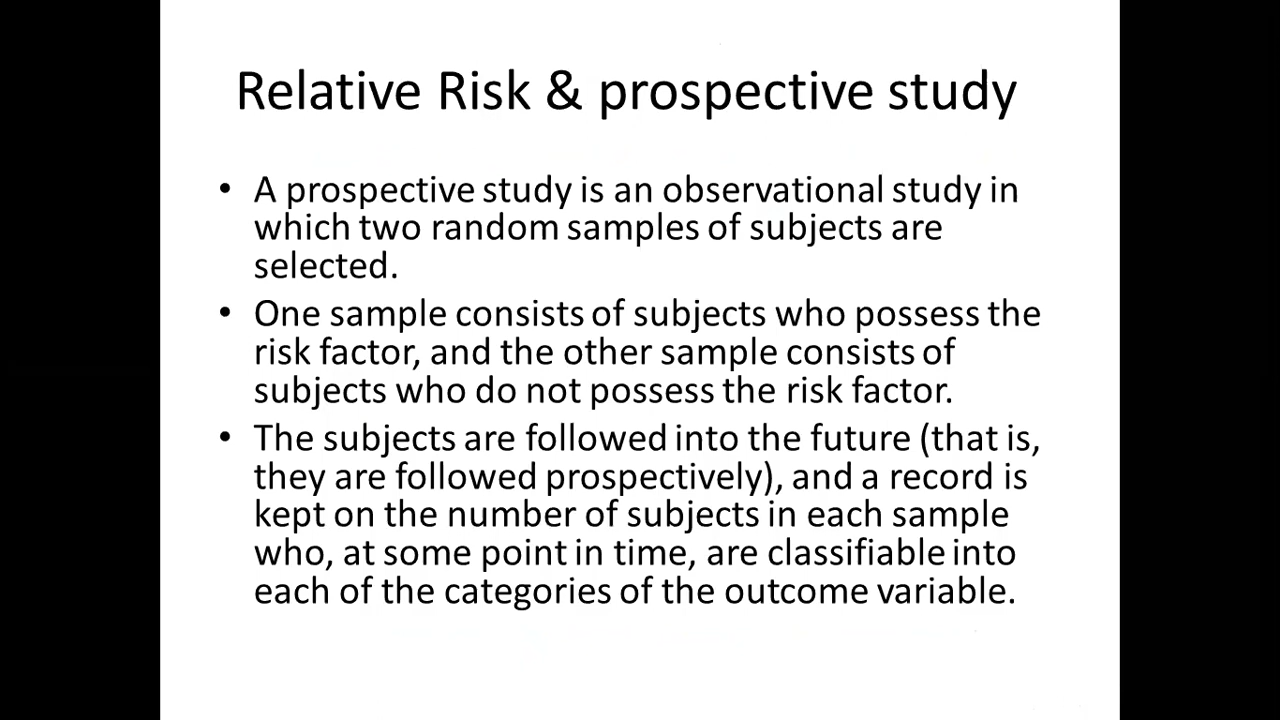 Relative Risk & prospective study
• A prospective study is an observational study in
which two random samples of subjects are
selected.
• One sample consists of subjects who possess the
risk factor, and the other sample consists of
subjects who do not possess the risk factor.
• The subjects are followed into the future (that is,
they are followed prospectively), and a record is
kept on the number of subjects in each sample
who, at some point in time, are classifiable into
each of the categories of the outcome variable.